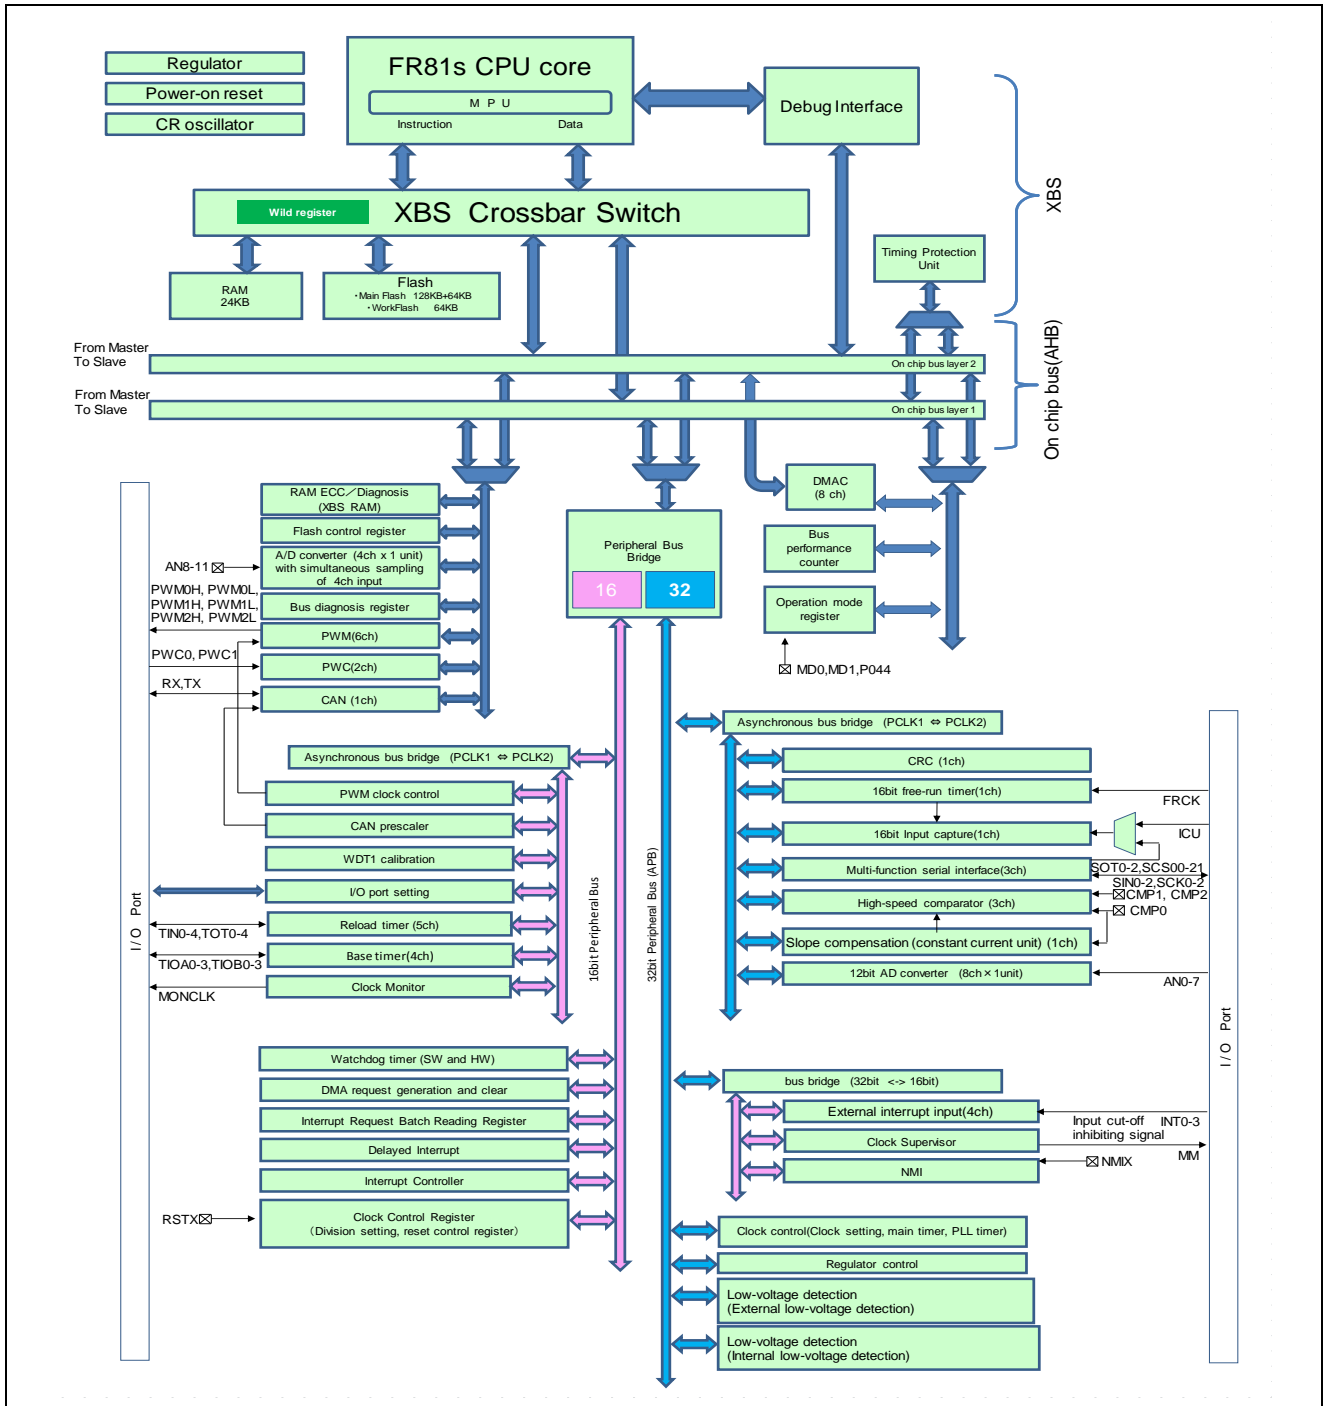 Regulator
Power-on reset
CR oscillator
FR81s CPU core
M P U
Instruction
Data
Debug Interface
XBS
Wild register
XBS Crossbar Switch
Timing Protection
Unit
RAM
24KB
Flash
・Main Flash 128KB+64KB
・WorkFlash 64KB
On chip bus(AHB)
From Master
To Slave
On chip bus layer 2
From Master
To Slave
On chip bus layer 1
RAM ECC／Diagnosis
(XBS RAM)
Flash control register
A/D converter (4ch x 1 unit)
with simultaneous sampling
of 4ch input
AN8-11
PWM0H, PWM0L,
PWM1H, PWM1L,
PWM2H, PWM2L
Bus diagnosis register
PWM(6ch)
PWC0, PWC1
PWC(2ch)
RX,TX
CAN (1ch)
Peripheral Bus
Bridge
16
32
DMAC
(8 ch)
Bus
performance
counter
Operation mode
register
MD0,MD1,P044
Asynchronous bus bridge (PCLK1 ⇔ PCLK2)
PWM clock control
CAN prescaler
WDT1 calibration
I/O port setting
Reload timer (5ch)
TIN0-4,TOT0-4
Base timer(4ch)
TIOA0-3,TIOB0-3
Clock Monitor
MONCLK
I / O Port
16bit Peripheral Bus
32bit Peripheral Bus (APB)
Asynchronous bus bridge (PCLK1 ⇔ PCLK2)
CRC (1ch)
16bit free-run timer(1ch)
FRCK
16bit Input capture(1ch)
ICU
Multi-function serial interface(3ch)
SOT0-2,SCS00-21
SIN0-2,SCK0-2
High-speed comparator (3ch)
CMP1, CMP2
CMP0
Slope compensation (constant current unit) (1ch)
12bit AD converter (8ch×1unit)
AN0-7
I / O Port
Watchdog timer (SW and HW)
DMA request generation and clear
Interrupt Request Batch Reading Register
Delayed Interrupt
Interrupt Controller
RSTX
Clock Control Register
（Division setting, reset control register）
bus bridge (32bit <-> 16bit)
External interrupt input(4ch)
INT0-3
Input cut-off
inhibiting signal
Clock Supervisor
MM
NMI
NMIX
Clock control(Clock setting, main timer, PLL timer)
Regulator control
Low-voltage detection
(External low-voltage detection)
Low-voltage detection
(Internal low-voltage detection)